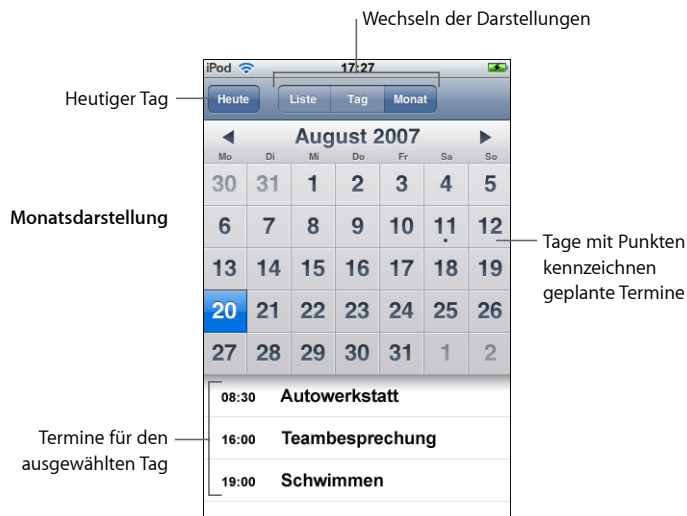 Wechseln der Darstellungen
iPod 17:27
Heutiger Tag
Heute Liste Tag Monat
August 2007
Mo Di Mi Do Fr Sa So
30 31 1 2 3 4 5
Monatsdarstellung
6 7 8 9 10 11 12
Tage mit Punkten
kennzeichnen
geplante Termine
13 14 15 16 17 18 19
20 21 22 23 24 25 26
27 28 29 30 31 1 2
08:30 Autowerkstatt
Termine für den
ausgewählten Tag
16:00 Teambesprechung
19:00 Schwimmen